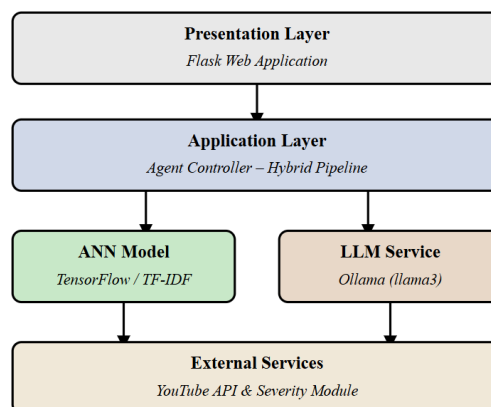 Presentation Layer
Flask Web Application
Application Layer
Agent Controller – Hybrid Pipeline
ANN Model
TensorFlow / TF-IDF
LLM Service
Ollama (llama3)
External Services
YouTube API & Severity Module